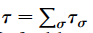 τ = ∑σ τσ